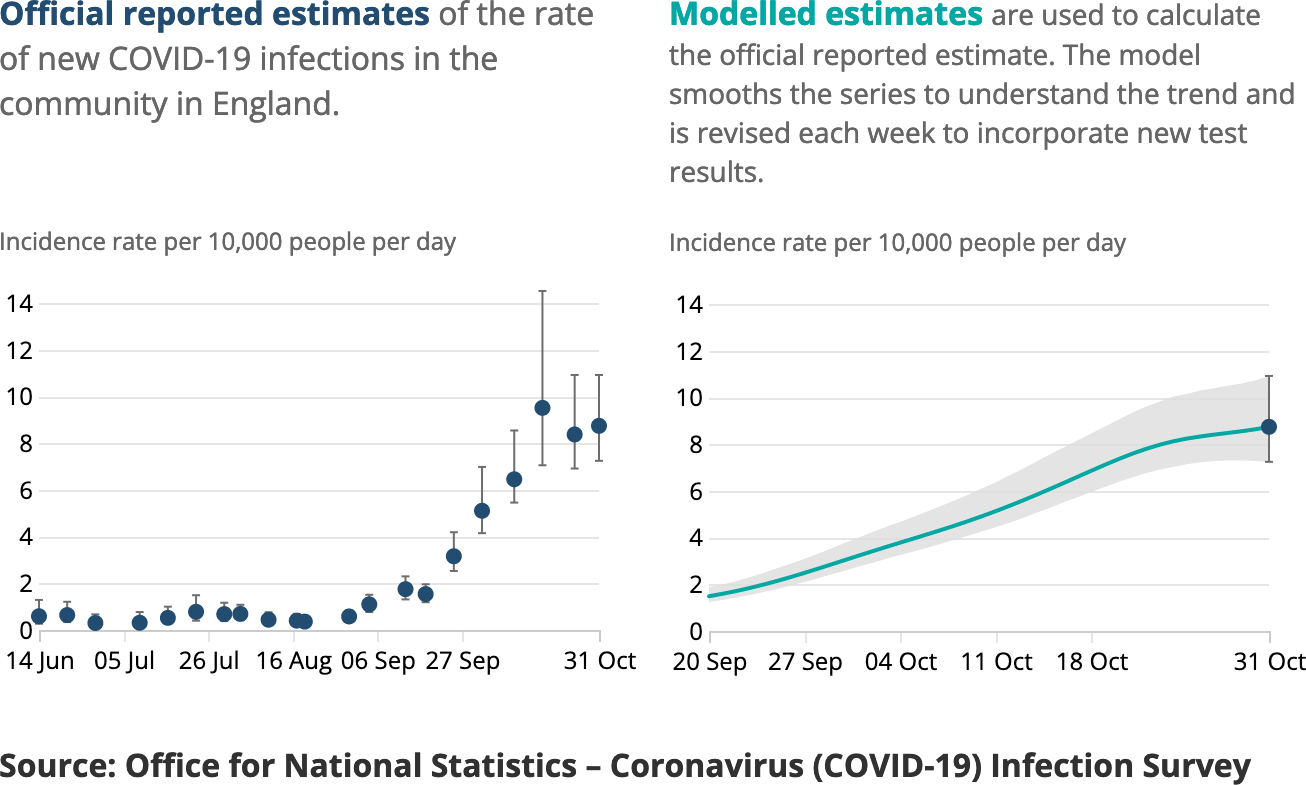 Official reported estimates of the rate
of new COVID-19 infections in the
community in England.
Modelled estimates are used to calculate
the official reported estimate. The model
smooths the series to understand the trend and
is revised each week to incorporate new test
results.
Incidence rate per 10,000 people per day
14
12
10
8
6
4
2
0
14 Jun 05 Jul 26 Jul 16 Aug 06 Sep 27 Sep 31 Oct
Incidence rate per 10,000 people per day
14
12
10
8
6
4
2
0
20 Sep 27 Sep 04 Oct 11 Oct 18 Oct 31 Oct
Source: Office for National Statistics – Coronavirus (COVID-19) Infection Survey